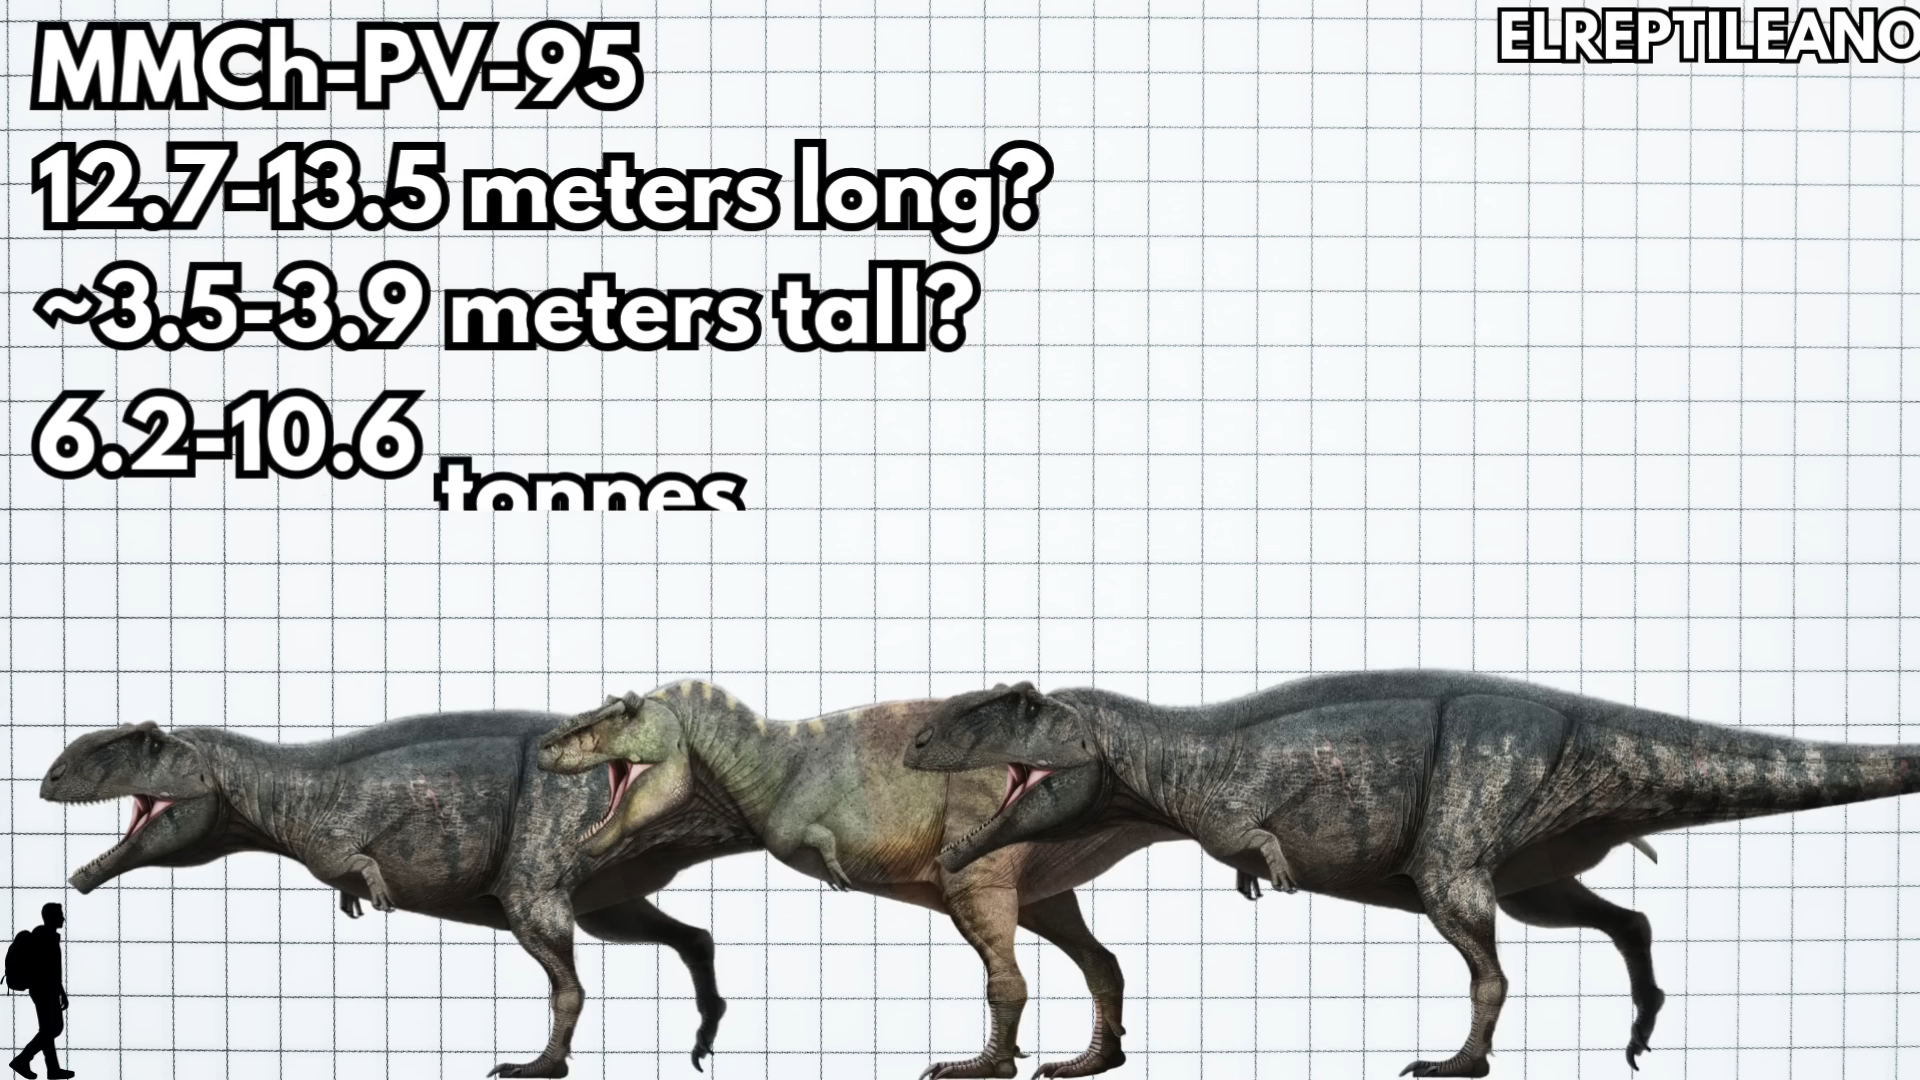 MMCh-PV-95
ELREPTILEANO
12.7-13.5 meters long?
~3.5-3.9 meters tall?
6.2-10.6
tonnes